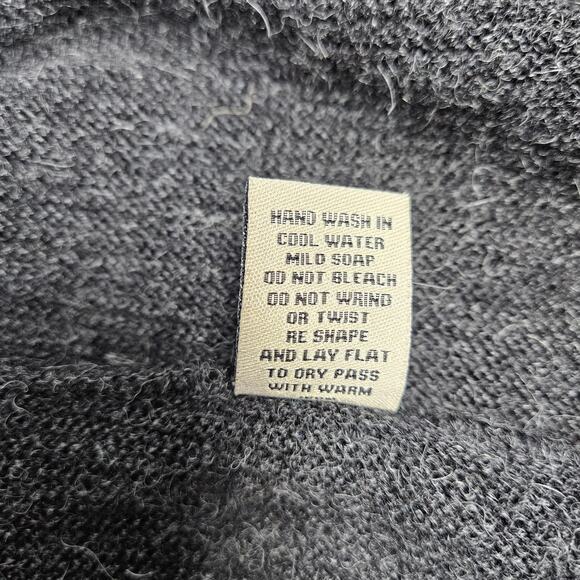 HAND WASH IN
COOL WATER
MILD SOAP
DO NOT BLEACH
DO NOT WRING
OR TWIST
RE SHAPE
AND LAY FLAT
TO DRY PASS
WITH WARM